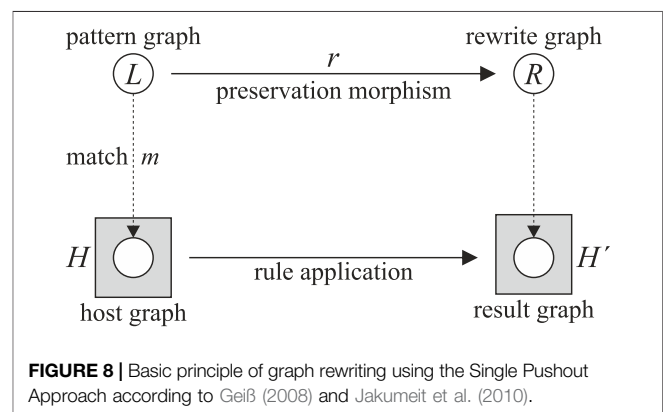 pattern graph
rewrite graph
L
r
R
preservation morphism
match m
H
H´
rule application
host graph
result graph
FIGURE 8 | Basic principle of graph rewriting using the Single Pushout
Approach according to Geiß (2008) and Jakumeit et al. (2010).